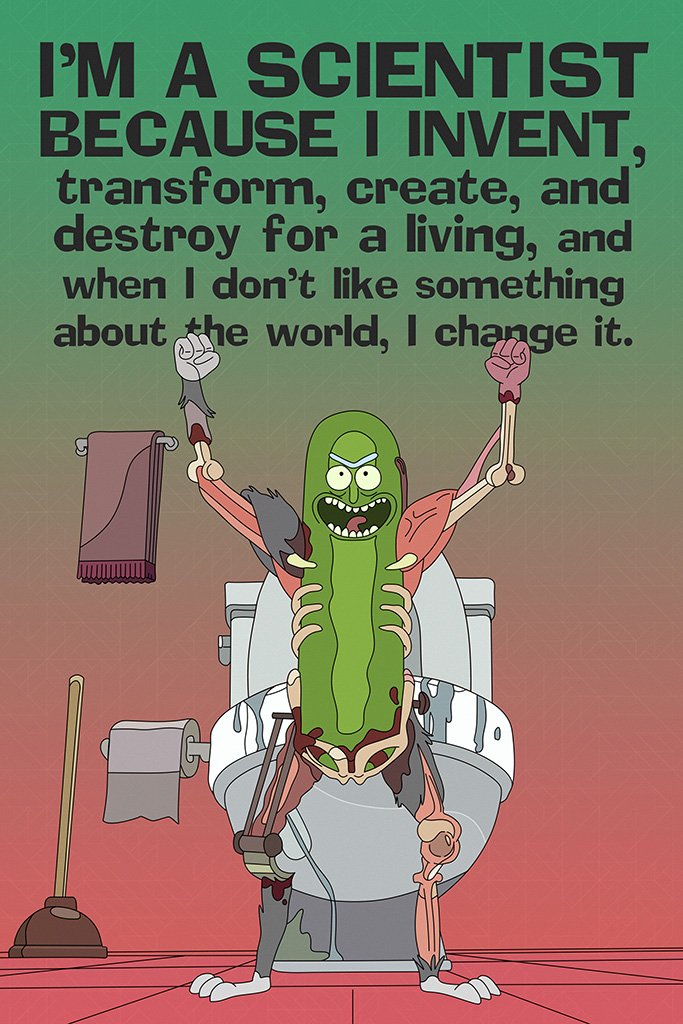 I'M A SCIENTIST
BECAUSE I INVENT,
transform, create, and
destroy for a living, and
when I don't like something
about the world, I change it.